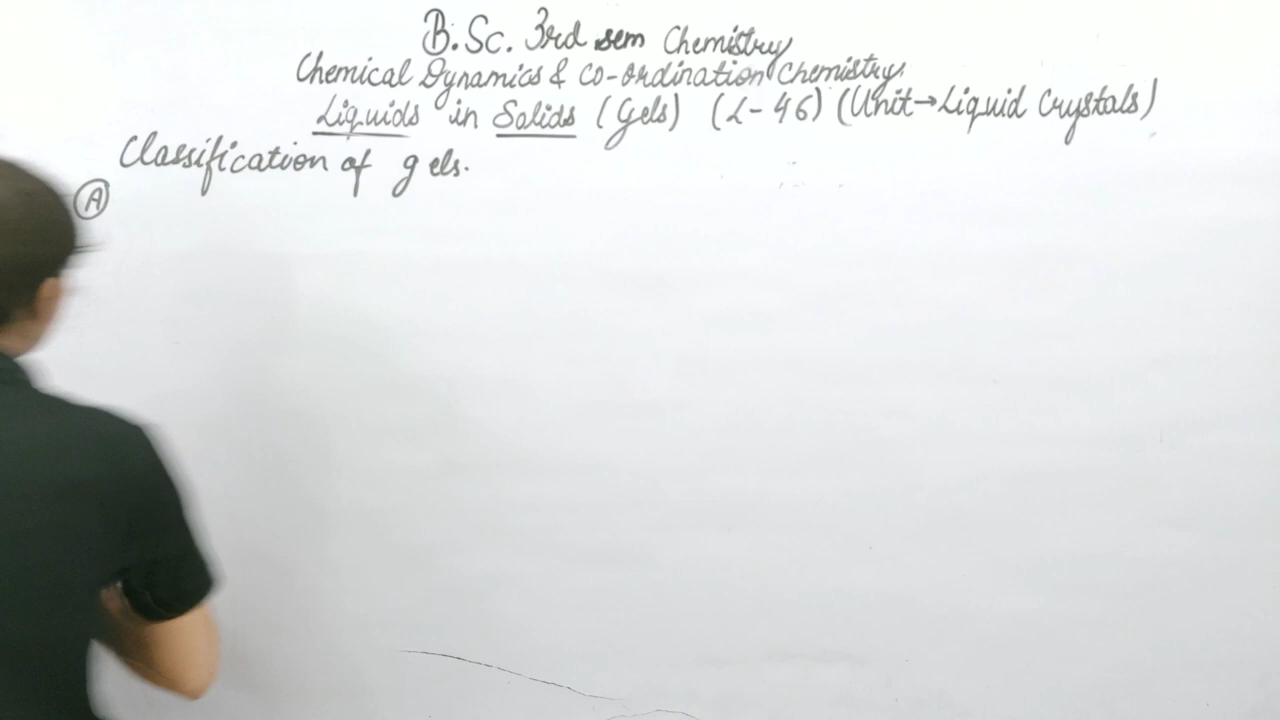 B.Sc. 3rd sem Chemistry
Chemical Dynamics & Co-ordination Chemistry.
Liquids in Solids (Gels) (L-46) (Unit→Liquid Crystals)
Classification of gels.
A